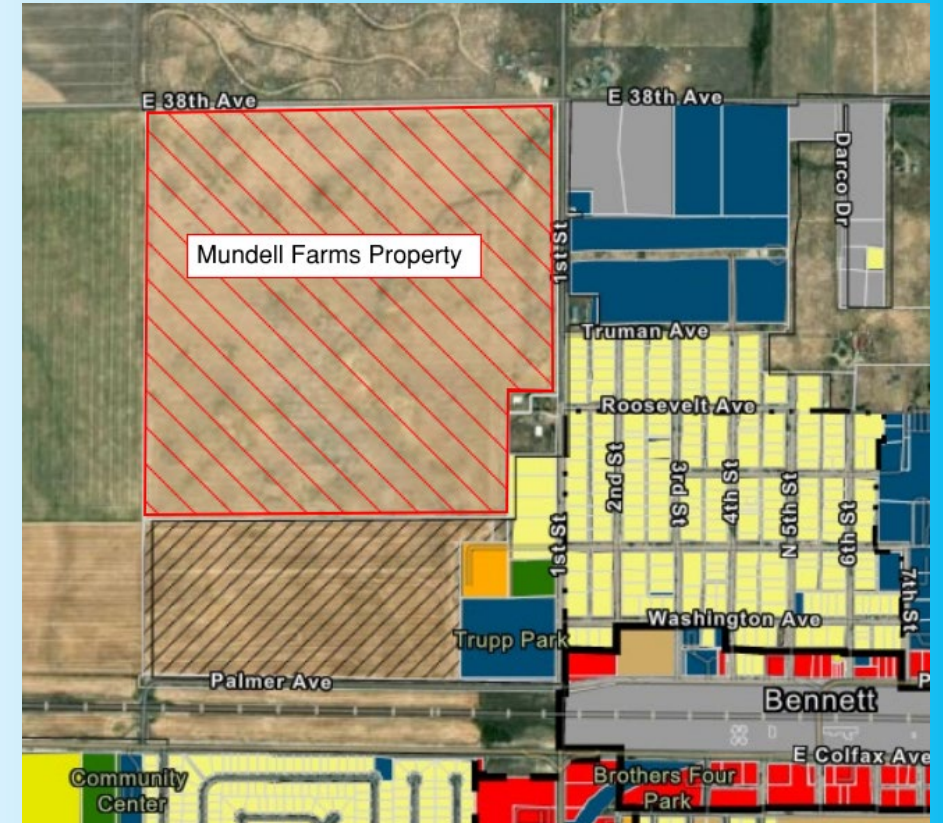 E 38th Ave
E 38th Ave
Darco Dr
Mundell Farms Property
1st St
Truman Ave
Roosevelt Ave
2nd St
3rd St
4th St
N 5th St
6th St
1st St
7th St
Washington Ave
Trupp Park
Palmer Ave
P
Bennett
E Colfax Ave
Community
Center
Brothers Four
Park